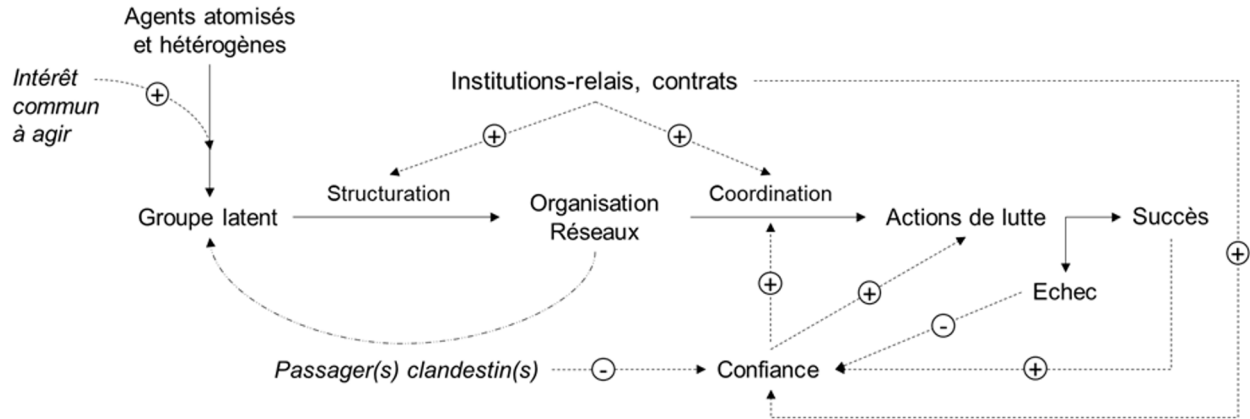 Agents atomisés
et hétérogènes
Intérêt
commun
à agir
+
Institutions-relais, contrats
+
+
Structuration
Coordination
Groupe latent
Organisation
Réseaux
Actions de lutte
Succès
+
+
+
Echec
-
Passager(s) clandestin(s)
-
Confiance
+